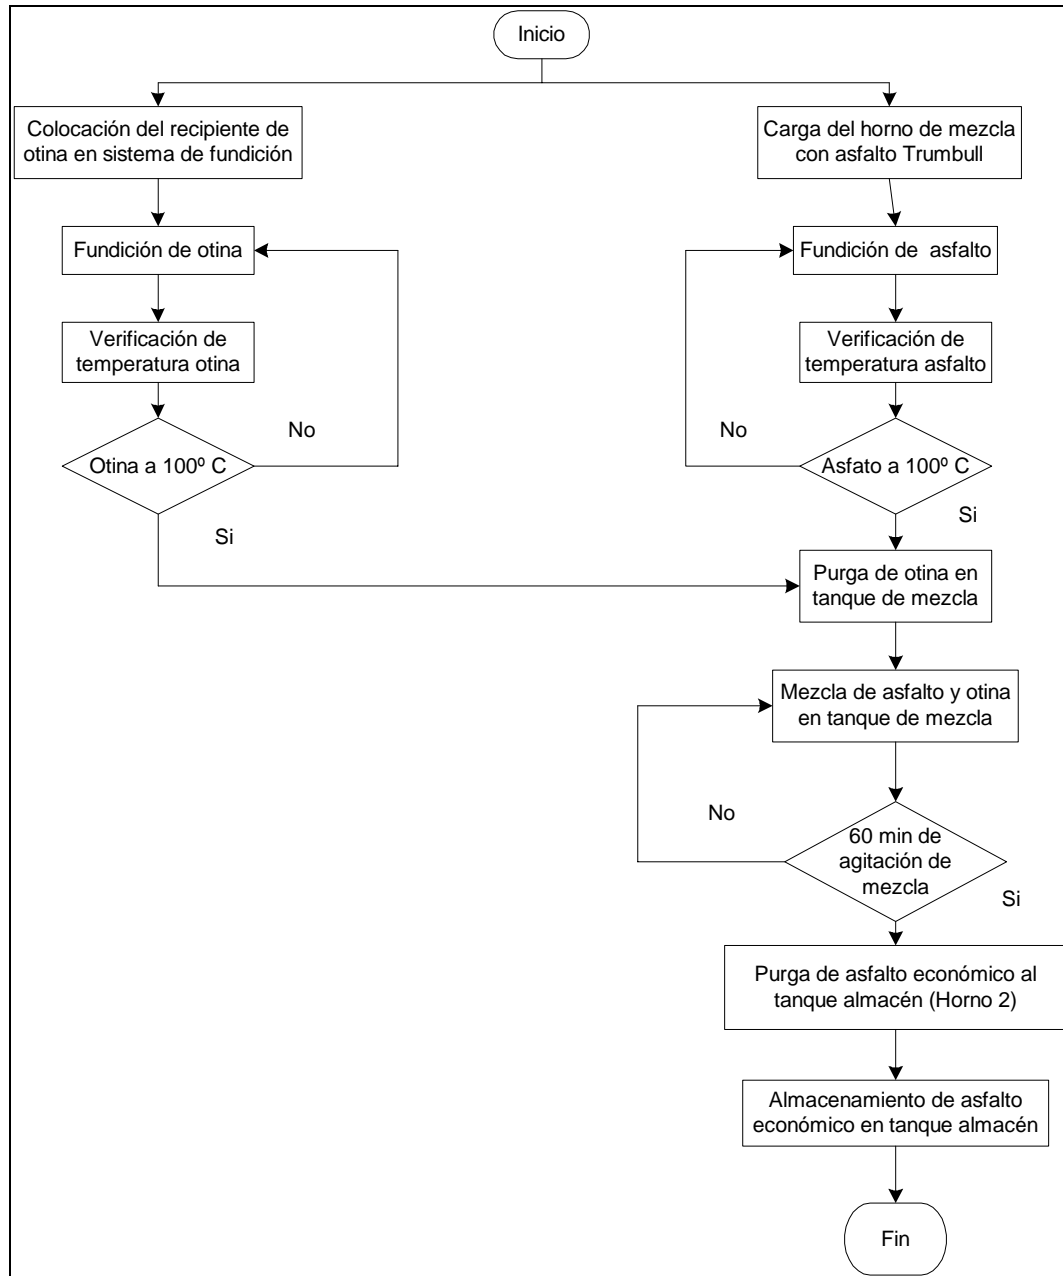 Inicio
Colocación del recipiente de
otina en sistema de fundición
Carga del horno de mezcla
con asfalto Trumbull
Fundición de otina
Fundición de  asfalto
Verificación de
temperatura otina
Verificación de
temperatura asfalto
No
No
Otina a 100º C
Asfato a 100º C
Si
Si
Purga de otina en
tanque de mezcla
Mezcla de asfalto y otina
en tanque de mezcla
No
60 min de
agitación de
mezcla
Si
Purga de asfalto económico al
tanque almacén (Horno 2)
Almacenamiento de asfalto
económico en tanque almacén
Fin